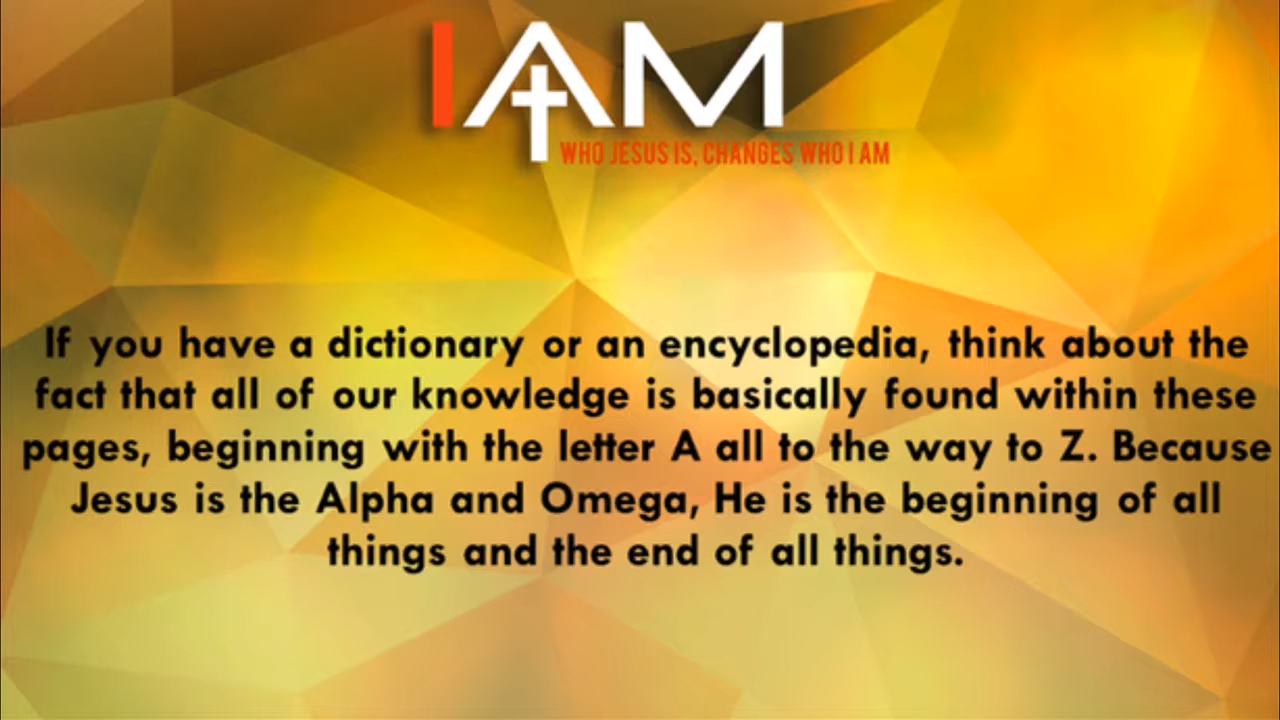 I AM
WHO JESUS IS, CHANGES WHO I AM
If you have a dictionary or an encyclopedia, think about the
fact that all of our knowledge is basically found within these
pages, beginning with the letter A all to the way to Z. Because
Jesus is the Alpha and Omega, He is the beginning of all
things and the end of all things.